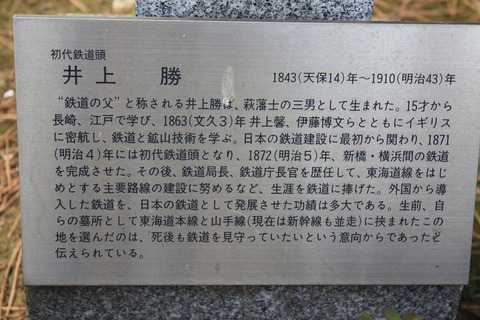 初代鉄道頭
井上 勝 1843(天保14)年～1910(明治43)年
“鉄道の父”と称される井上勝は、萩藩士の三男として生まれた。15才から
長崎、江戸で学び、1863(文久3)年 井上馨、伊藤博文らとともにイギリス
に密航し、鉄道と鉱山技術を学ぶ。日本の鉄道建設に最初から関わり、1871
(明治4)年には初代鉄道頭となり、1872(明治5)年、新橋・横浜間の鉄道
を完成させた。その後、鉄道局長、鉄道庁長官を歴任して、東海道線をはじ
めとする主要路線の建設に努めるなど、生涯を鉄道に捧げた。外国から導
入した鉄道を、日本の鉄道として発展させた功績は多大である。生前、自
らの墓所として東海道本線と山手線(現在は新幹線も並走)に挟まれたこの
地を選んだのは、死後も鉄道を見守っていたいという意向からであったと
伝えられている。